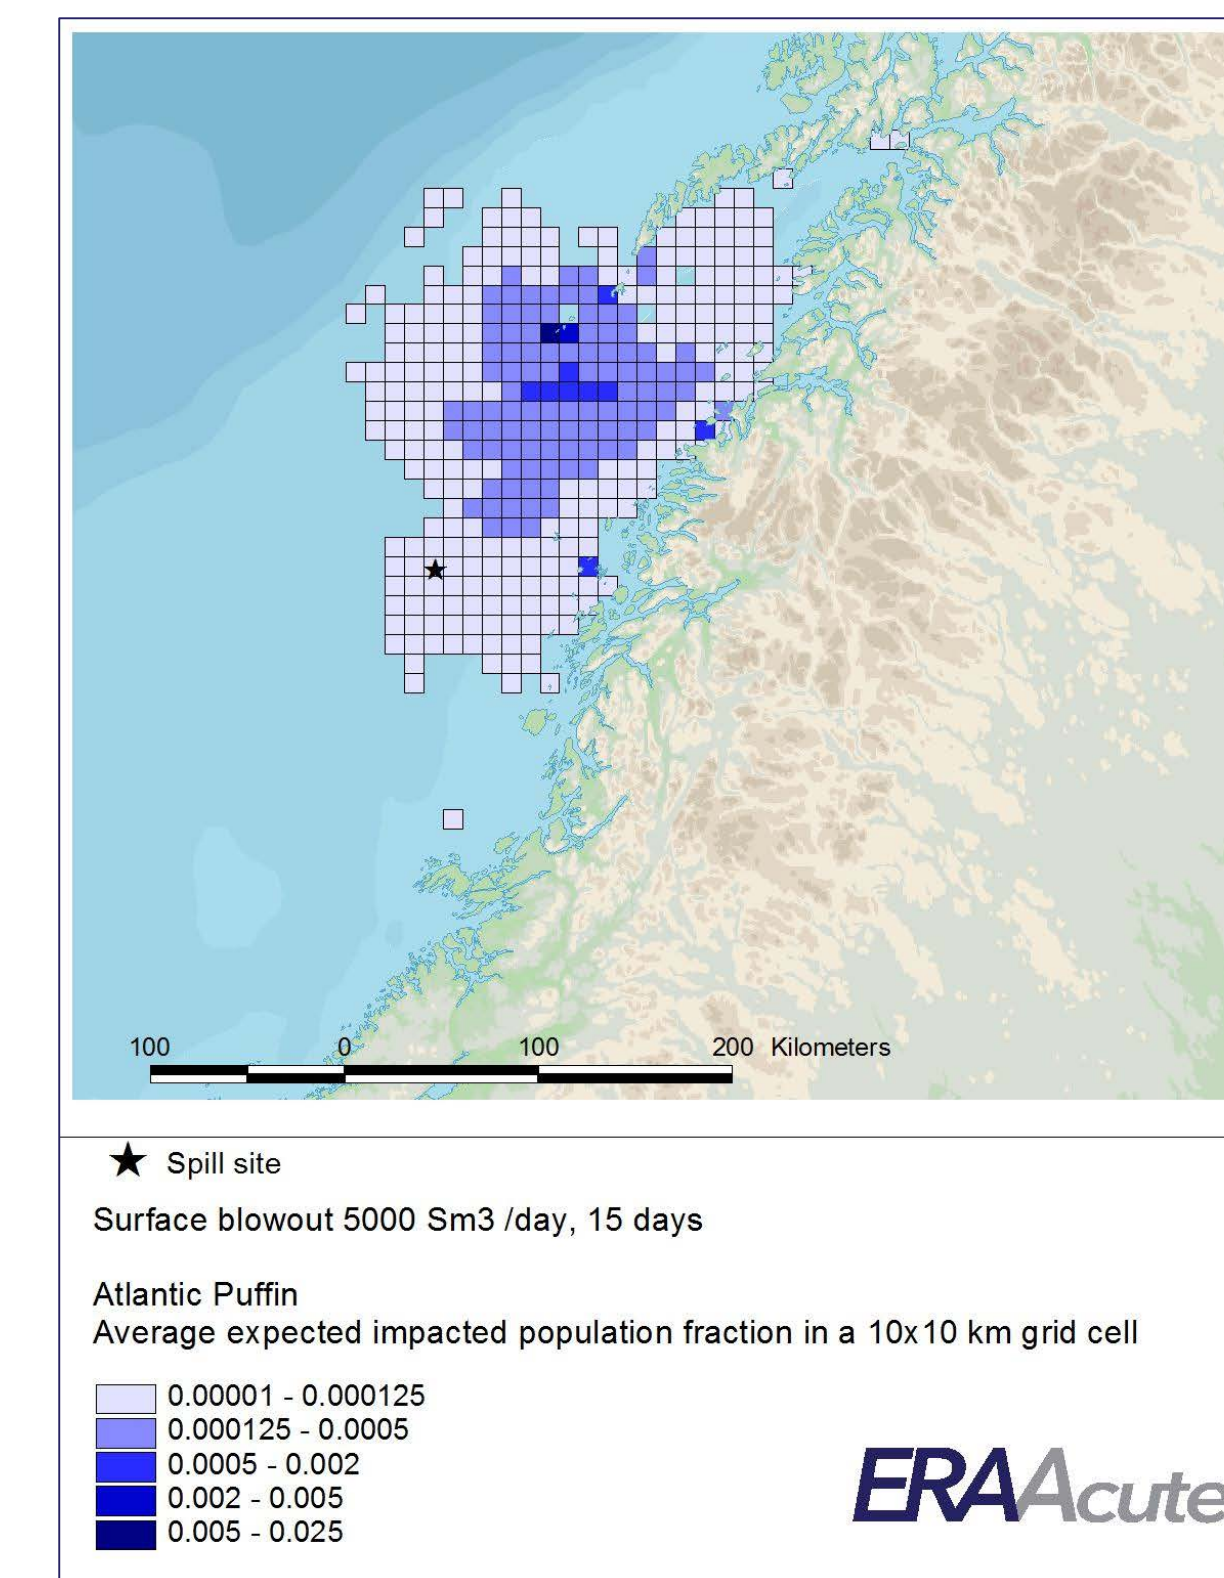 100 0 100 200 Kilometers
Spill site
Surface blowout 5000 Sm3 /day, 15 days
Atlantic Puffin
Average expected impacted population fraction in a 10x10 km grid cell
0.00001 - 0.000125
0.000125 - 0.0005
0.0005 - 0.002
0.002 - 0.005
0.005 - 0.025
ERAAcute